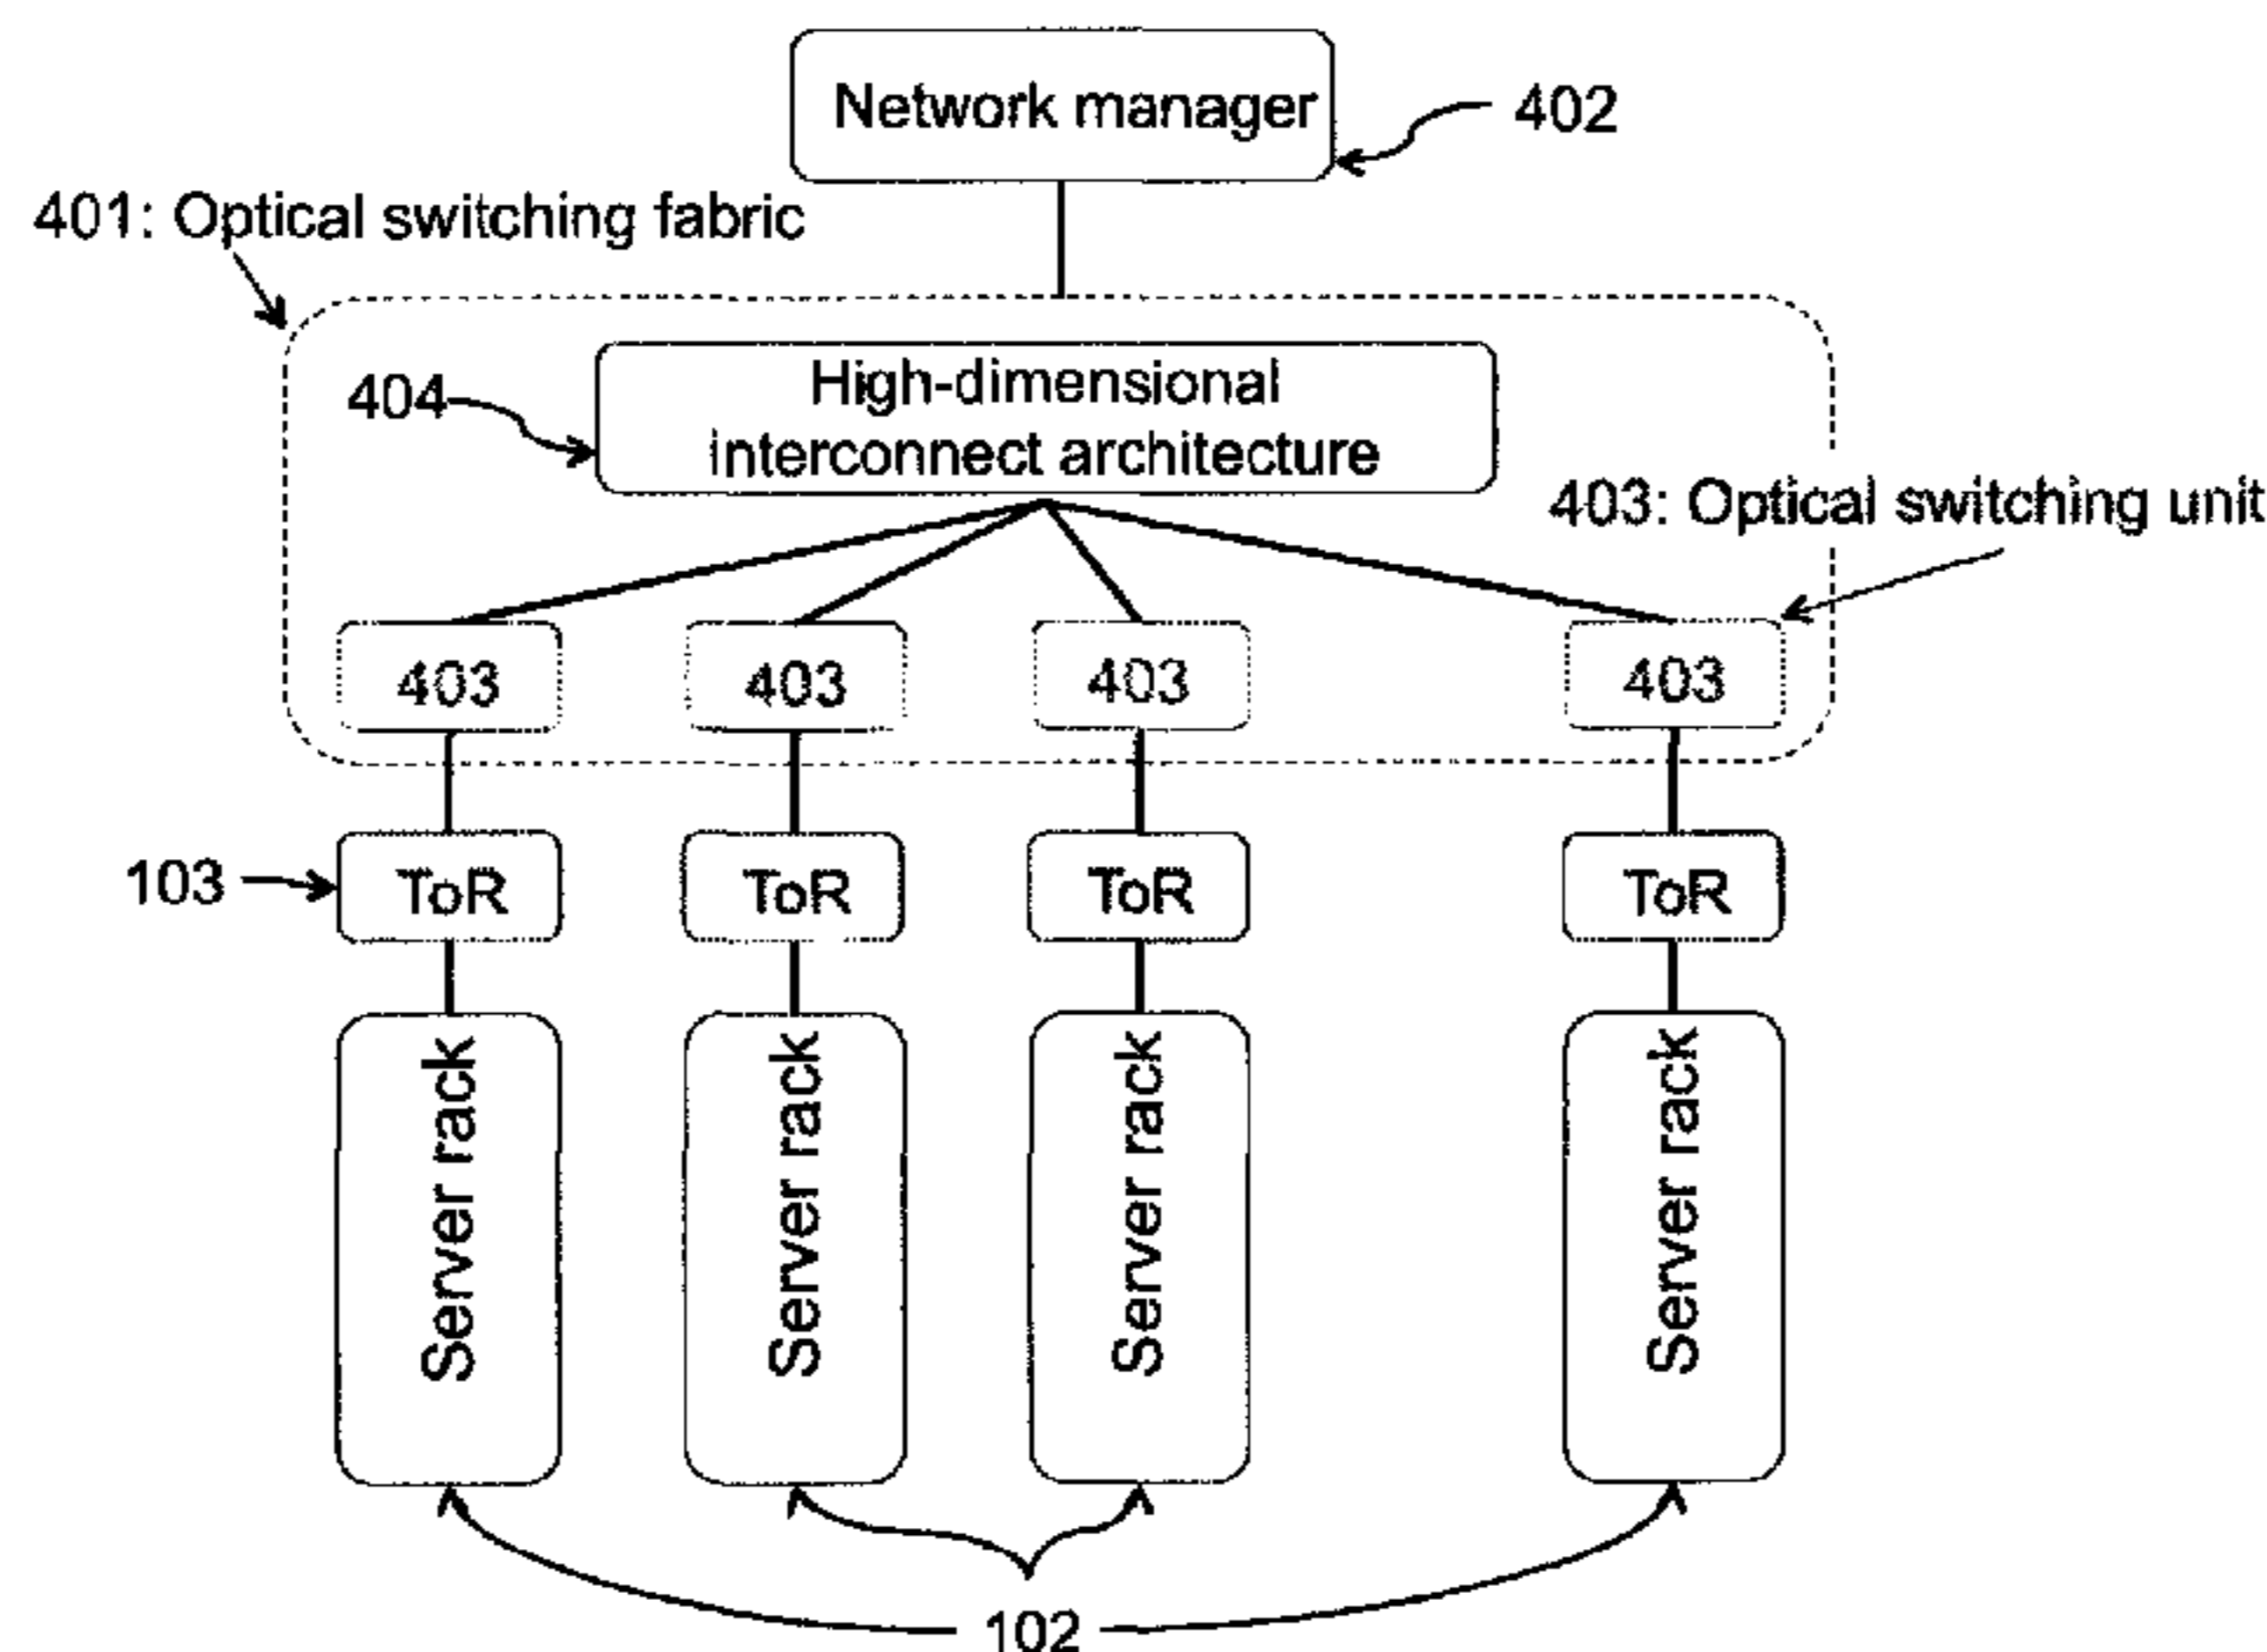 Network manager
402
401: Optical switching fabric
High-dimensional
interconnect architecture
404
403: Optical switching unit
403
403
403
403
103
ToR
ToR
ToR
ToR
Server rack
Server rack
Server rack
Server rack
102